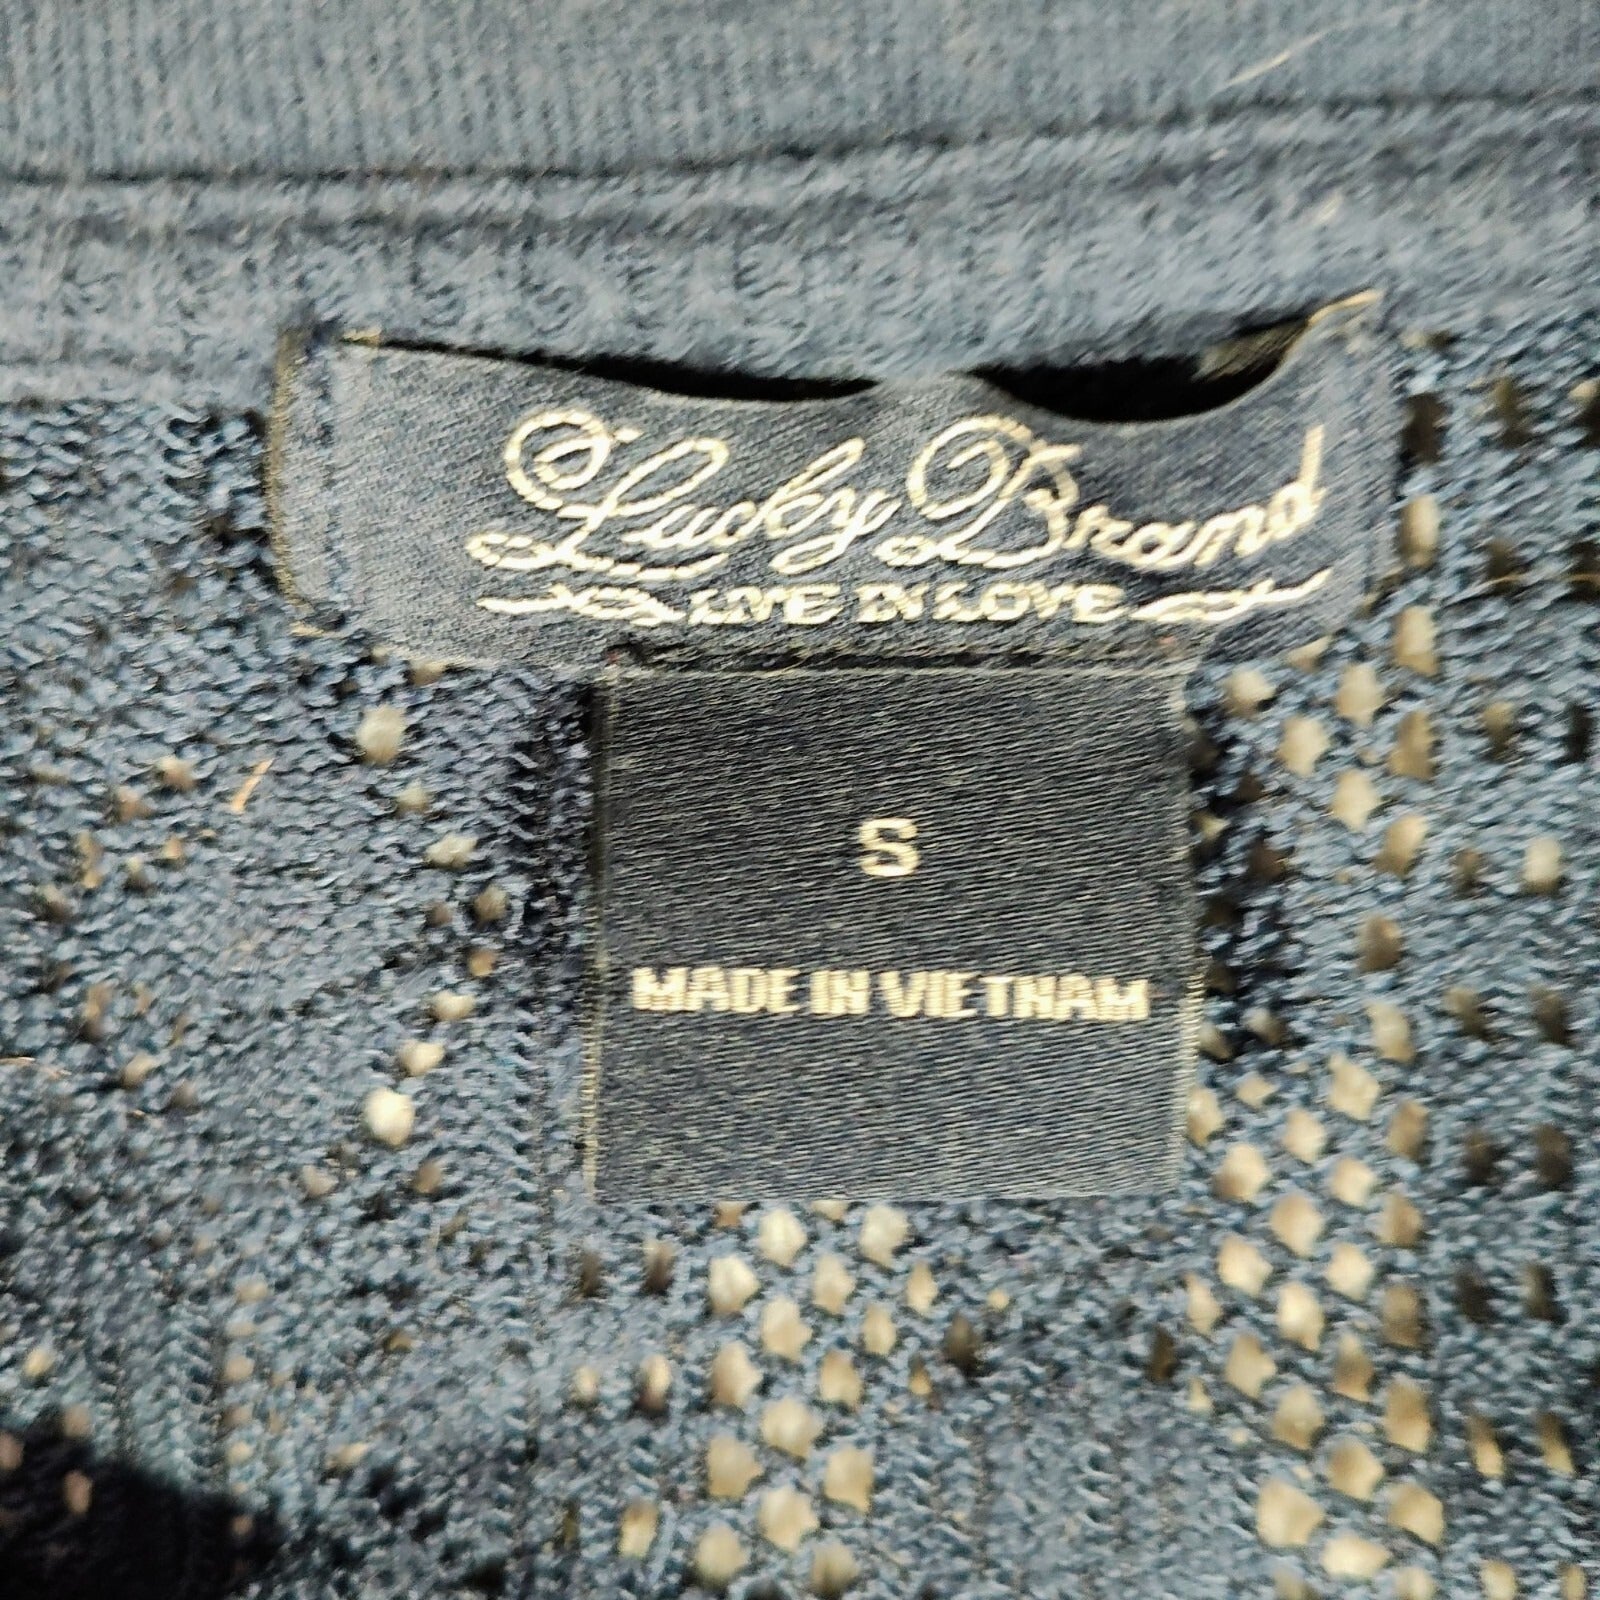 Lucky Brand
LIVE IN LOVE
S
MADE IN VIETNAM